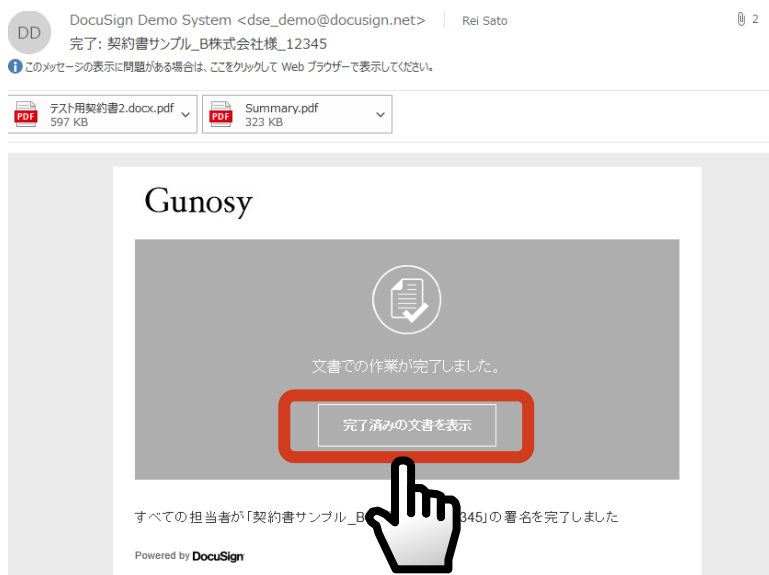 DD
DocuSign Demo System <dse_demo@docusign.net>
Rei Sato
2
完了: 契約書サンプル_B株式会社様_12345
このメッセージの表示に問題がある場合は、ここをクリックして Web ブラウザーで表示してください。
PDF
テスト用契約書2.docx.pdf
597 KB
PDF
Summary.pdf
323 KB
Gunosy
文書での作業が完了しました。
完了済みの文書を表示
すべての担当者が「契約書サンプル_B 345」の署名を完了しました
Powered by DocuSign